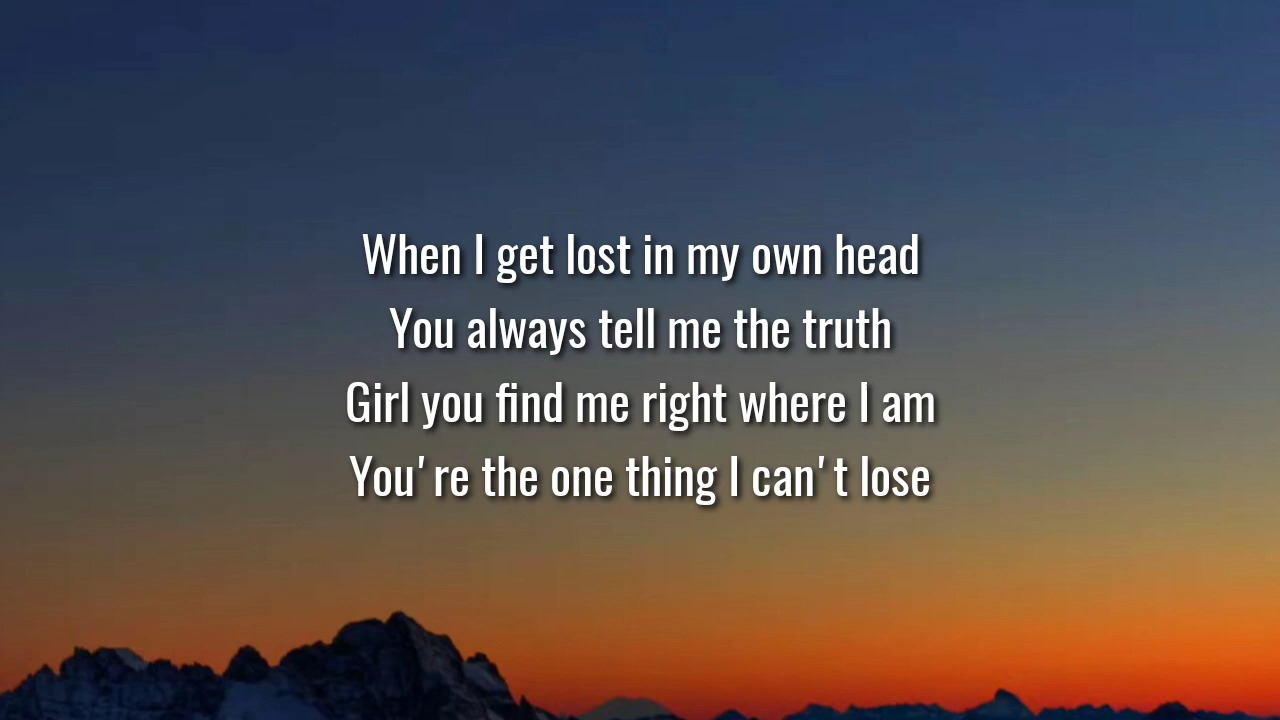 When I get lost in my own head
You always tell me the truth
Girl you find me right where I am
You're the one thing I can't lose